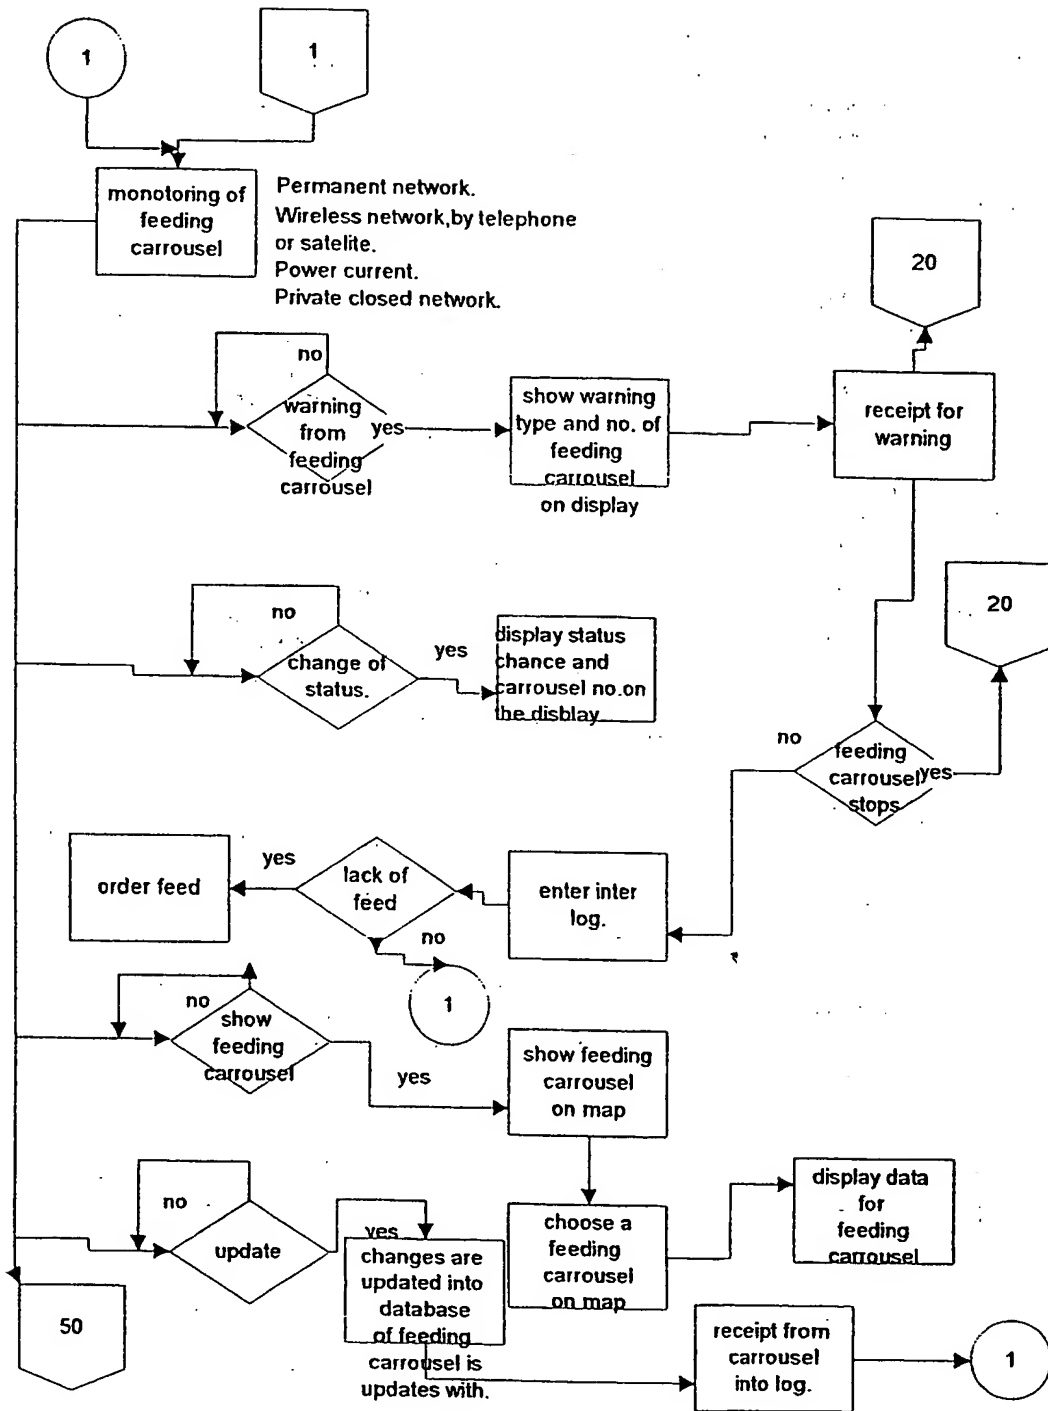 1
1
monotoring of
feeding
carrousel
Permanent network.
Wireless network,by telephone
or satelite.
Power current.
Private closed network.
20
no
warning
from
feeding
carrousel
yes
show warning
type and no. of
feeding
carrousel
on display
receipt for
warning
no
change of
status.
yes
display status
chance and
carrousel no.on
the disblay
20
no
feeding
carrousel
stops
yes
order feed
yes
lack of
feed
no
enter inter
log.
1
no
show
feeding
carrousel
yes
show feeding
carrousel
on map
no
update
yes
changes are
updated into
database
of feeding
carrousel is
updates with.
choose a
feeding
carrousel
on map
display data
for
feeding
carrousel
50
receipt from
carrousel
into log.
1